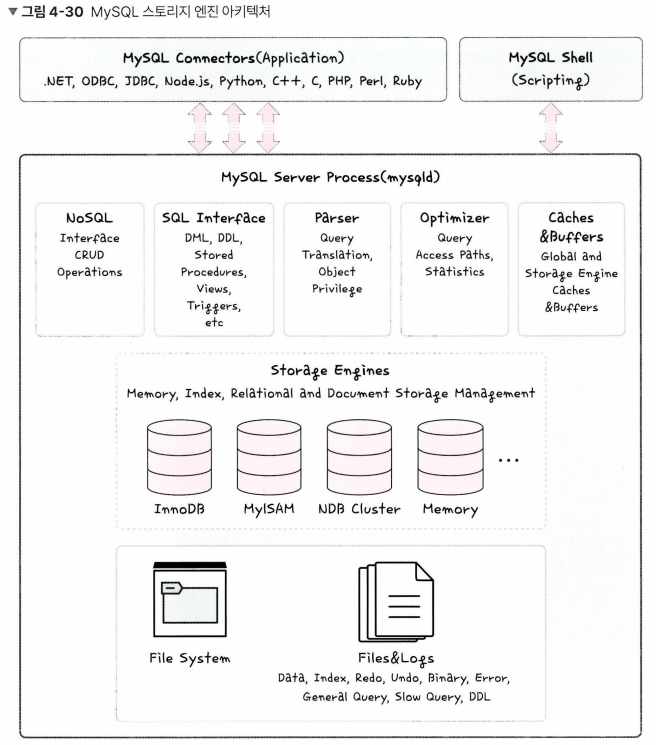 ▼ 그림 4-30 MySQL 스토리지 엔진 아키텍처
MySQL Connectors(Application)
.NET, ODBC, JDBC, Node.js, Python, C++, C, PHP, Perl, Ruby
MySQL Shell
(Scripting)
MySQL Server Process(mysqld)
NoSQL
Interface
CRUD
Operations
SQL Interface
DML, DDL,
Stored
Procedures,
Views,
Triggers,
etc
Parser
Query
Translation,
Object
Privilege
Optimizer
Query
Access Paths,
Statistics
Caches
&Buffers
Global and
Storage Engine
Caches
&Buffers
Storage Engines
Memory, Index, Relational and Document Storage Management
InnoDB
MyISAM
NDB Cluster
Memory
...
File System
Files&Logs
Data, Index, Redo, Undo, Binary, Error,
General Query, Slow Query, DDL